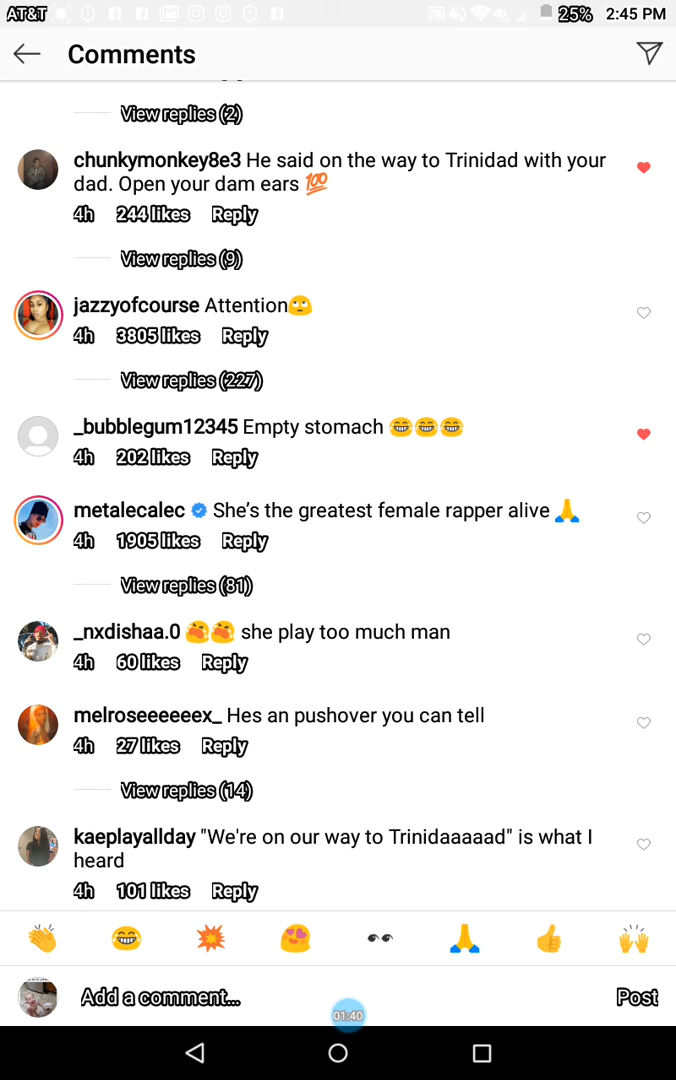 AT&T 25% 2:45 PM
Comments
View replies (2)
chunkymonkey8e3 He said on the way to Trinidad with your
dad. Open your dam ears 💯
4h 244 likes Reply
View replies (9)
jazzyofcourse Attention🙄
4h 3805 likes Reply
View replies (227)
_bubblegum12345 Empty stomach 😂😂😂
4h 202 likes Reply
metalecalec She's the greatest female rapper alive 🙏
4h 1905 likes Reply
View replies (81)
_nxdishaa.0 😫😫 she play too much man
4h 60 likes Reply
melroseeeeeex_ Hes an pushover you can tell
4h 27 likes Reply
View replies (14)
kaeplayallday "We're on our way to Trinidaaaaad" is what I
heard
4h 101 likes Reply
Add a comment... Post
01:40